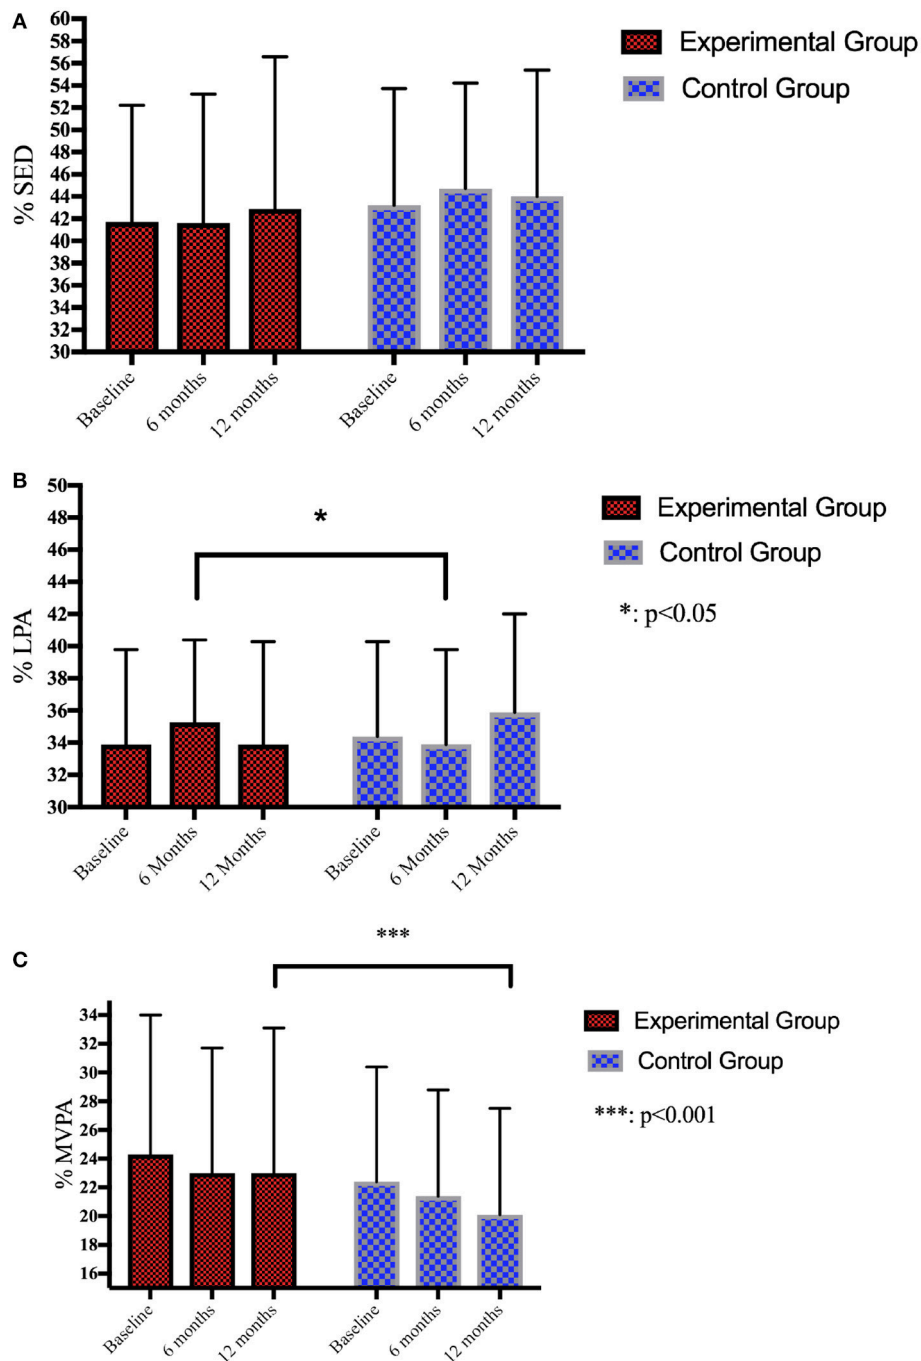 A
60
58
56
54
52
50
48
46
44
42
40
38
36
34
32
30
% SED
Baseline
6 months
12 months
Baseline
6 months
12 months
Experimental Group
Control Group
B
50
48
46
44
42
40
38
36
34
32
30
% LPA
*
Baseline
6 Months
12 Months
Baseline
6 Months
12 Months
Experimental Group
Control Group
*: p<0.05
C
***
34
32
30
28
26
24
22
20
18
16
% MVPA
Baseline
6 months
12 months
Baseline
6 months
12 months
Experimental Group
Control Group
***: p<0.001